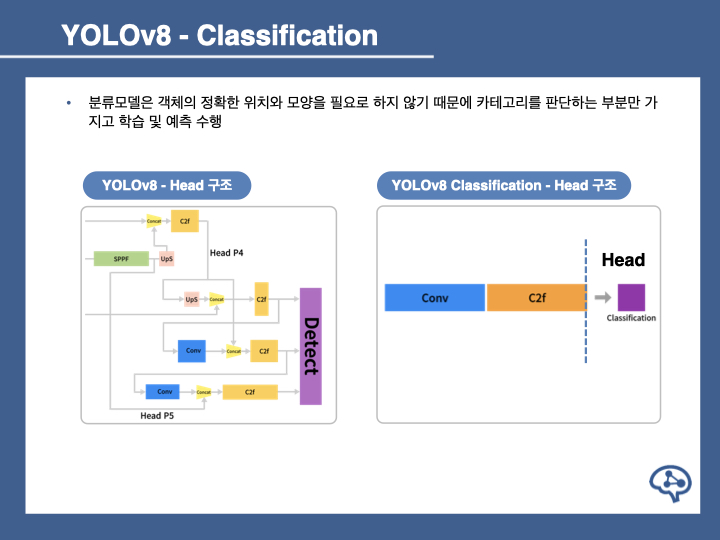 YOLOv8 - Classification
• 분류모델은 객체의 정확한 위치와 모양을 필요로 하지 않기 때문에 카테고리를 판단하는 부분만 가
지고 학습 및 예측 수행
YOLOv8 - Head 구조
Concat
C2f
Head P4
SPPF
UpS
UpS
Concat
C2f
Detect
Conv
Concat
C2f
Conv
Concat
C2f
Head P5
YOLOv8 Classification - Head 구조
Head
Conv
C2f
Classification